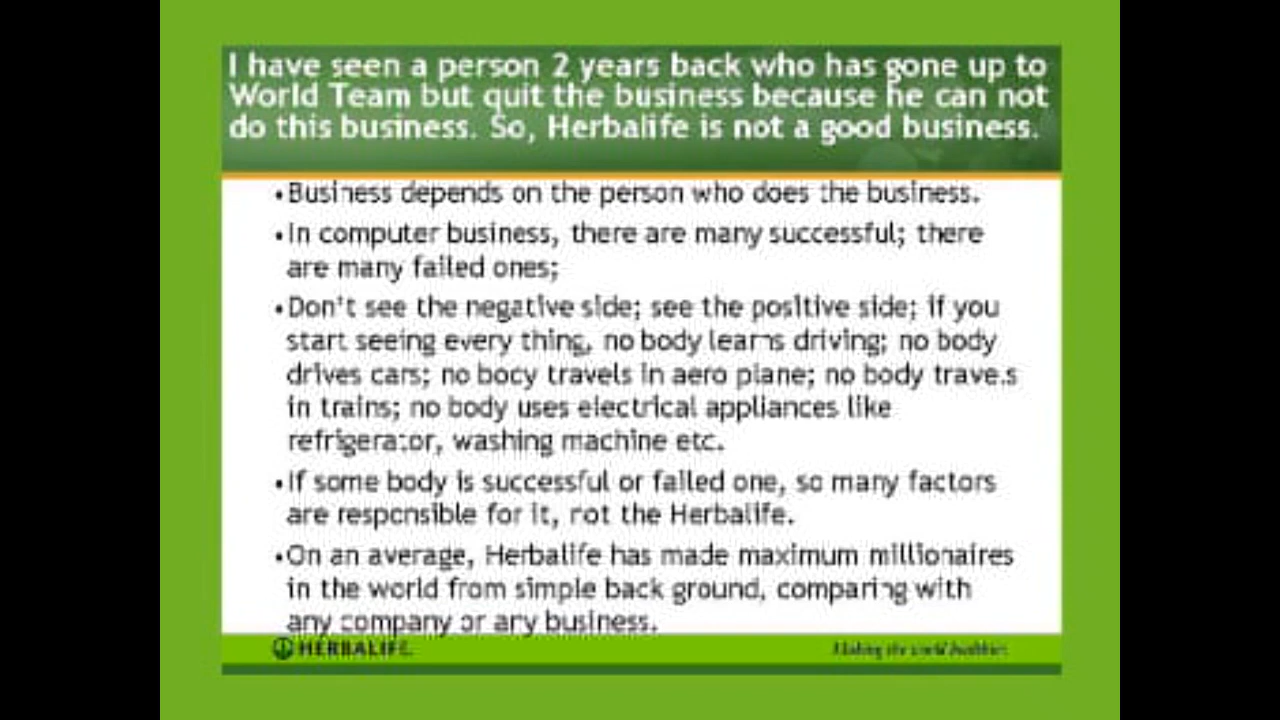 I have seen a person 2 years back who has gone up to
World Team but quit the business because he can not
do this business. So, Herbalife is not a good business.
•Business depends on the person who does the business.
•In computer business, there are many successful; there
are many failed ones;
•Don't see the negative side; see the positive side; if you
start seeing every thing, no body learns driving; no body
drives cars; no body travels in aero plane; no body travels
in trains; no body uses electrical appliances like
refrigerator, washing machine etc.
•If some body is successful or failed one, so many factors
are responsible for it, not the Herbalife.
•On an average, Herbalife has made maximum millionaires
in the world from simple back ground, comparing with
any company or any business.
HERBALIFE